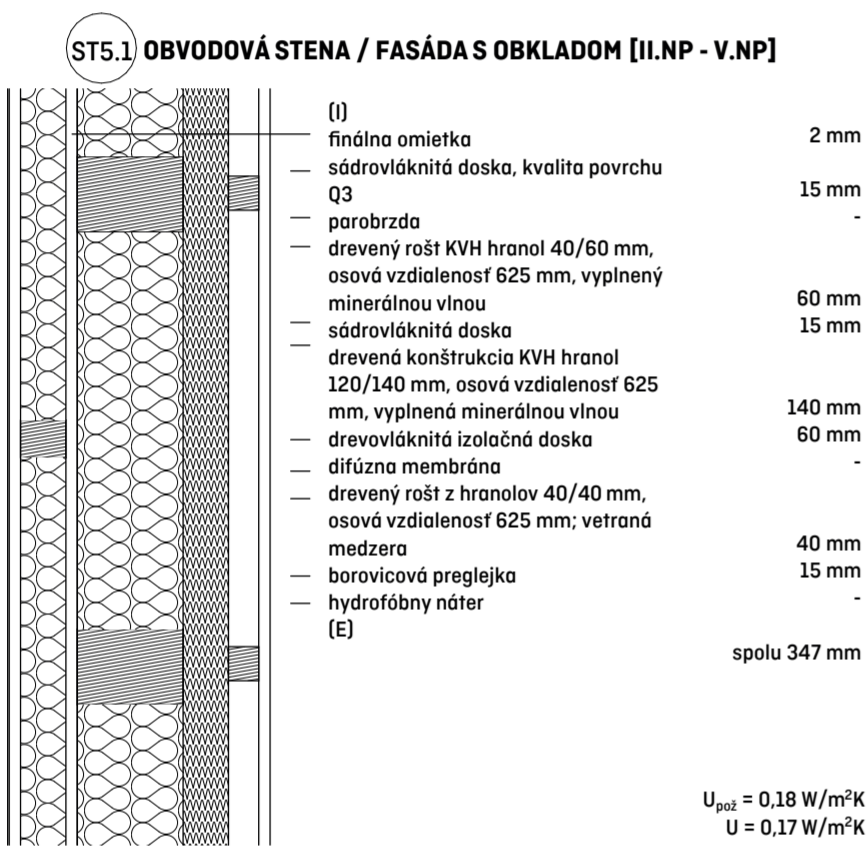 ST5.1 OBVODOVÁ STENA / FASÁDA S OBKLADOM [II.NP - V.NP]
(I)
finálna omietka 2 mm
sádrovláknitá doska, kvalita povrchu
Q3 15 mm
parobrzda -
drevený rošt KVH hranol 40/60 mm,
osová vzdialenosť 625 mm, vyplnený
minerálnou vlnou 60 mm
sádrovláknitá doska 15 mm
drevená konštrukcia KVH hranol
120/140 mm, osová vzdialenosť 625
mm, vyplnená minerálnou vlnou 140 mm
drevovláknitá izolačná doska 60 mm
difúzna membrána -
drevený rošt z hranolov 40/40 mm,
osová vzdialenosť 625 mm; vetraná
medzera 40 mm
borovicová preglejka 15 mm
hydrofóbny náter -
(E)
spolu 347 mm
Upož = 0,18 W/m²K
U = 0,17 W/m²K